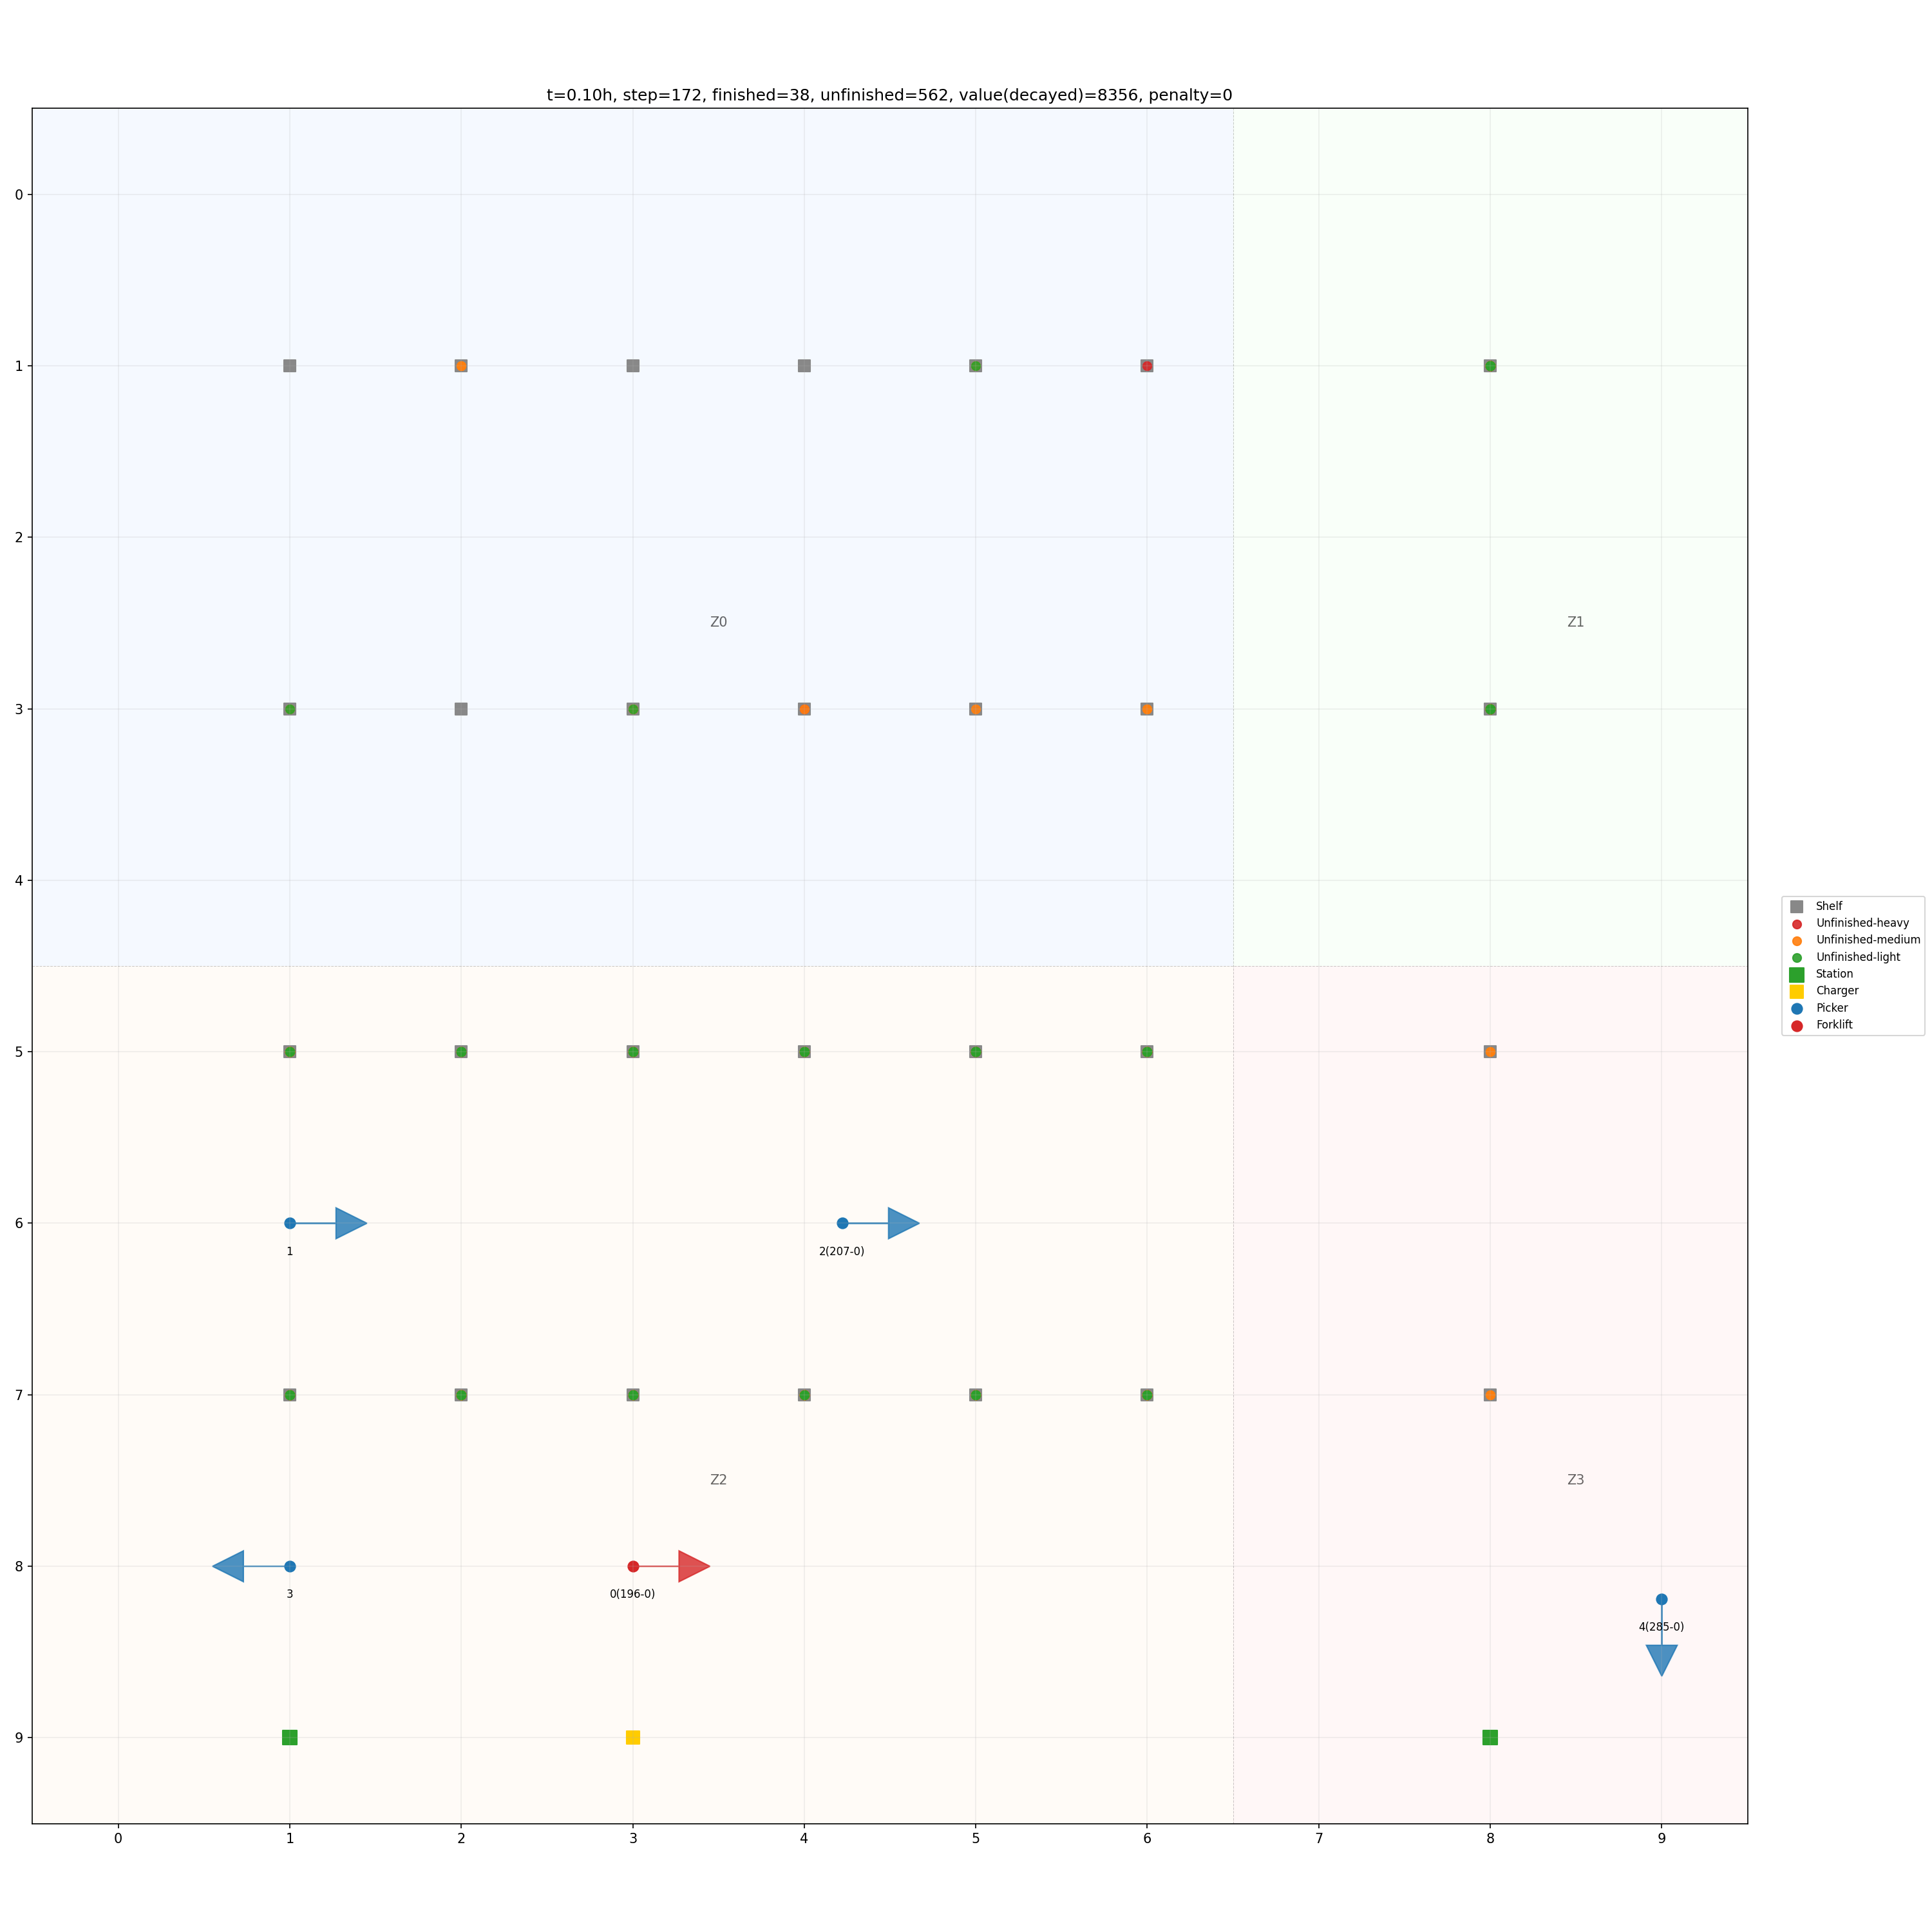 t=0.10h, step=172, finished=38, unfinished=562, value(decayed)=8356, penalty=0
0
1
2
Z0
Z1
3
4
Shelf
Unfinished-heavy
Unfinished-medium
Unfinished-light
Station
Charger
Picker
Forklift
5
6
1
2(207-0)
7
Z2
Z3
8
3
0(196-0)
4(285-0)
9
0 1 2 3 4 5 6 7 8 9